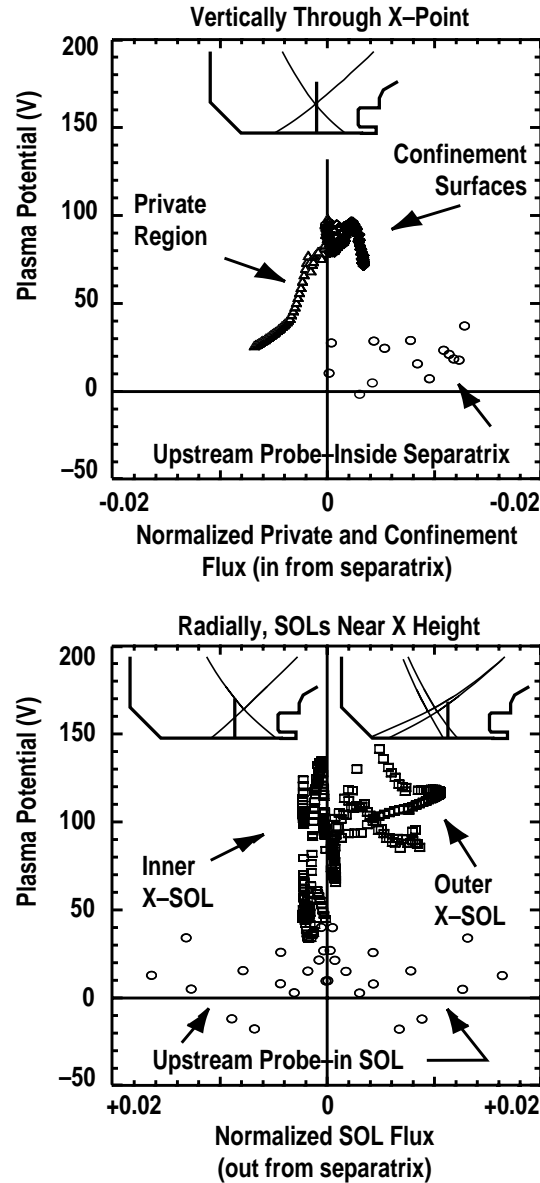 Vertically Through X–Point
200
150
100
50
0
–50
Plasma Potential (V)
Confinement
Surfaces
Private
Region
Upstream Probe–Inside Separatrix
-0.02
0
-0.02
Normalized Private and Confinement
Flux (in from separatrix)
Radially, SOLs Near X Height
200
150
100
50
0
–50
Plasma Potential (V)
Inner
X–SOL
Outer
X–SOL
Upstream Probe–in SOL
+0.02
0
+0.02
Normalized SOL Flux
(out from separatrix)